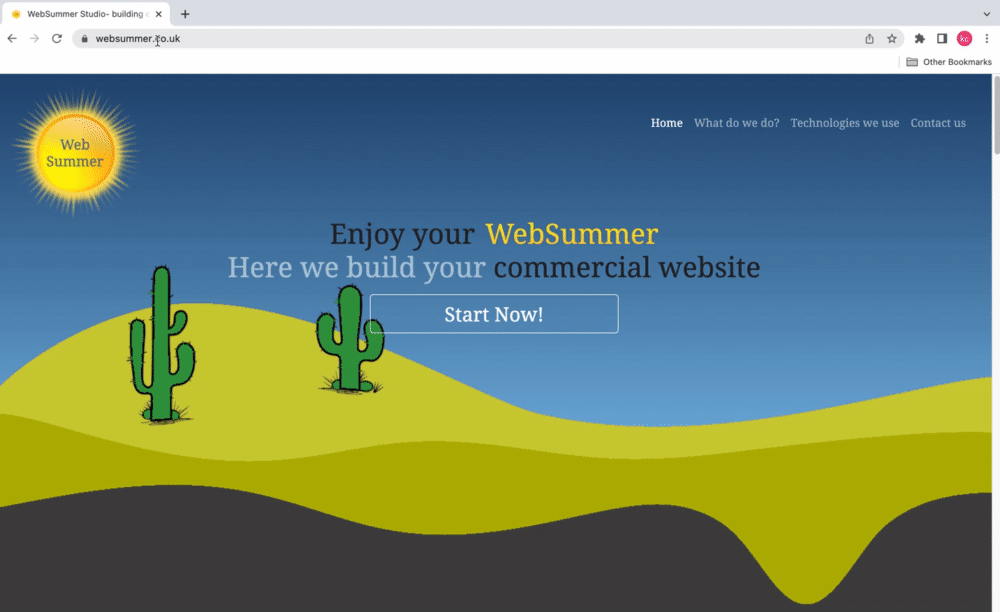 WebSummer Studio- building
websummer.co.uk
kc
Other Bookmarks
Web
Summer
Home What do we do? Technologies we use Contact us
Enjoy your WebSummer
Here we build your commercial website
Start Now!